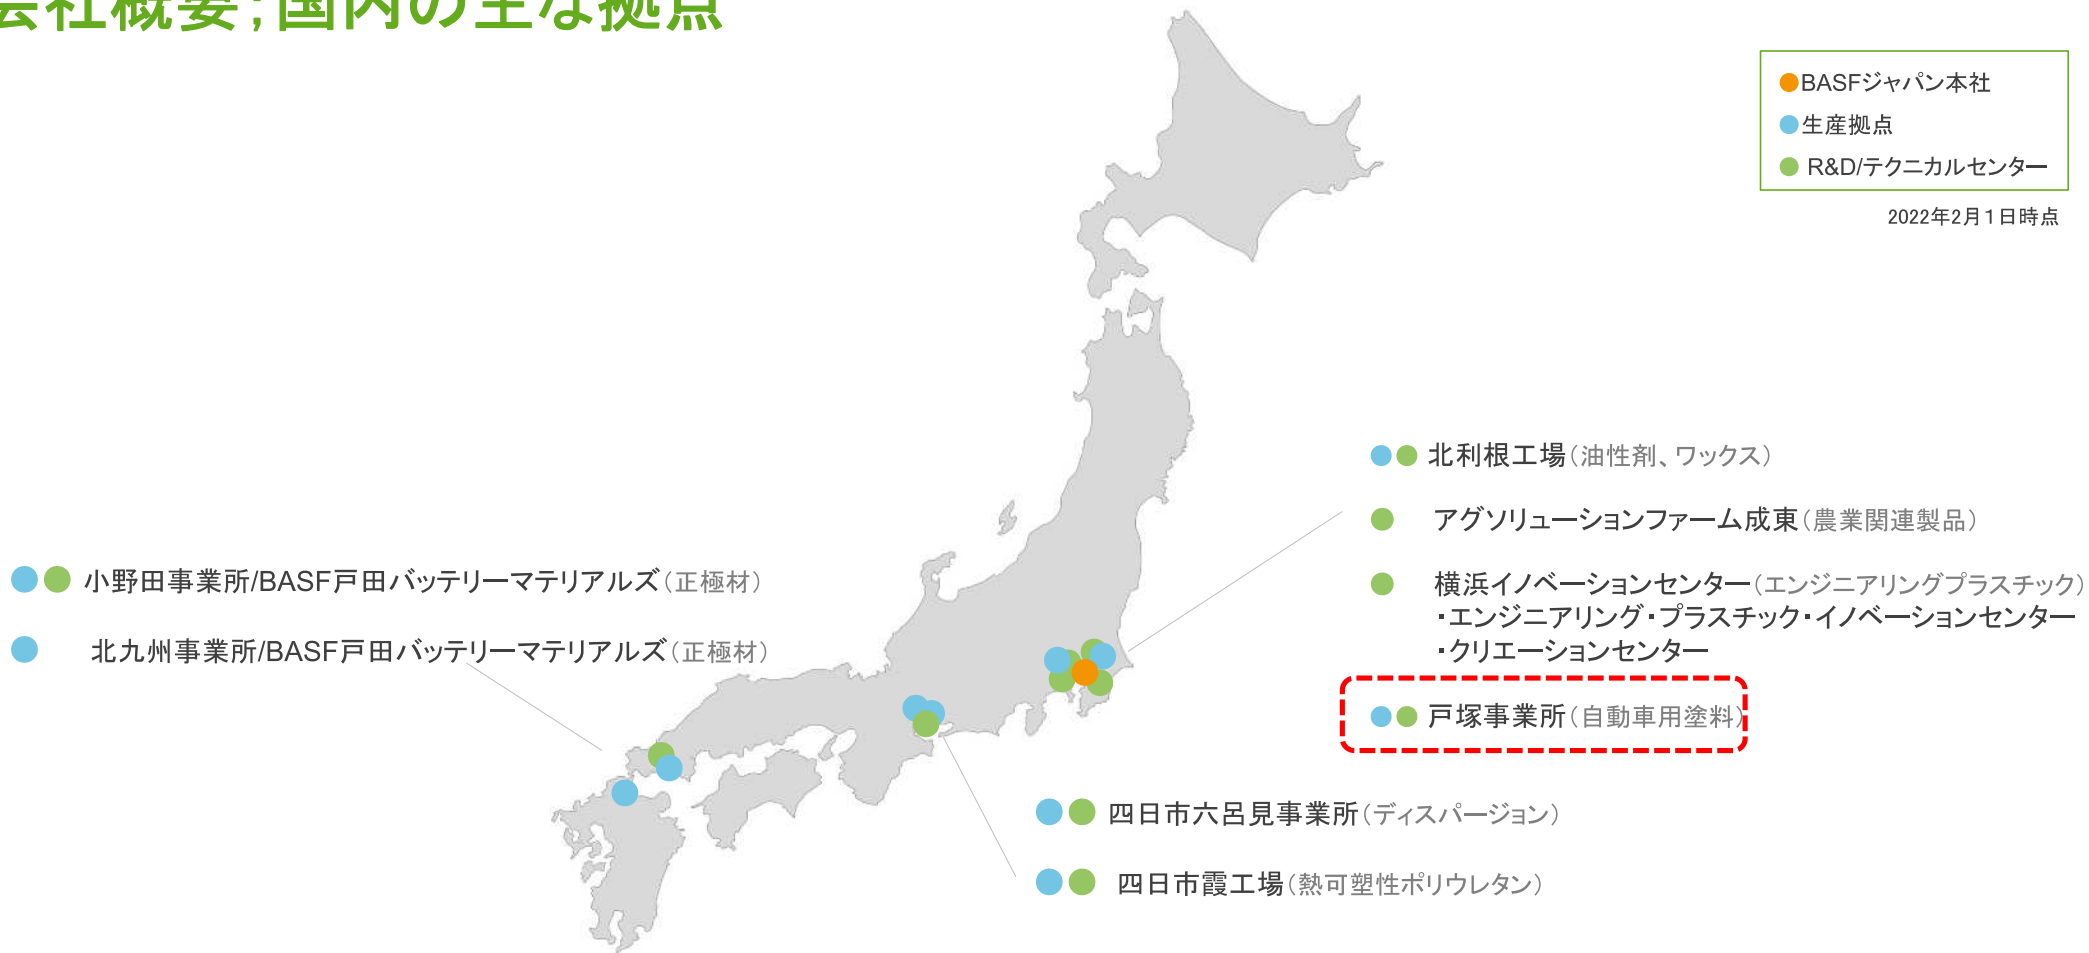 会社概要;国内の主な拠点
BASFジャパン本社
生産拠点
R&D/テクニカルセンター
2022年2月1日時点
北利根工場(油性剤、ワックス)
アグソリューションファーム成東(農業関連製品)
横浜イノベーションセンター(エンジニアリングプラスチック)
・エンジニアリング・プラスチック・イノベーションセンター
・クリエーションセンター
戸塚事業所(自動車用塗料)
小野田事業所/BASF戸田バッテリーマテリアルズ(正極材)
北九州事業所/BASF戸田バッテリーマテリアルズ(正極材)
四日市六呂見事業所(ディスパージョン)
四日市霞工場(熱可塑性ポリウレタン)